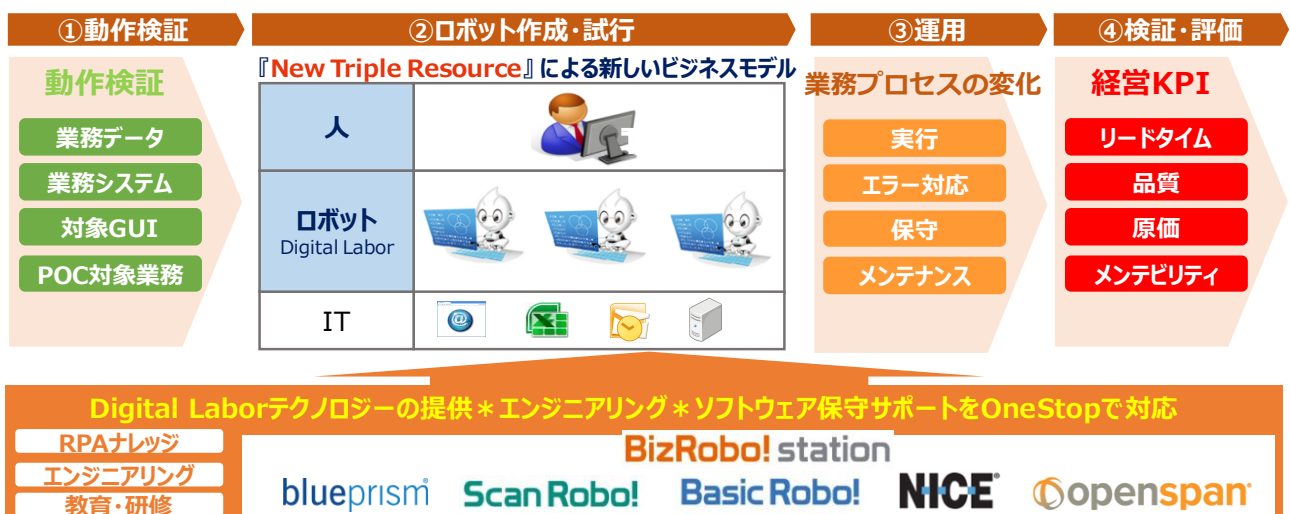 ①動作検証
②ロボット作成・試行
③運用
④検証・評価
動作検証
業務データ
業務システム
対象GUI
POC対象業務
『New Triple Resource』による新しいビジネスモデル
人
ロボット
Digital Labor
IT
業務プロセスの変化
実行
エラー対応
保守
メンテナンス
経営KPI
リードタイム
品質
原価
メンテビリティ
Digital Laborテクノロジーの提供＊エンジニアリング＊ソフトウェア保守サポートをOneStopで対応
RPAナレッジ
エンジニアリング
教育・研修
BizRobo! station
blueprism
Scan Robo!
Basic Robo!
NICE®
openspan